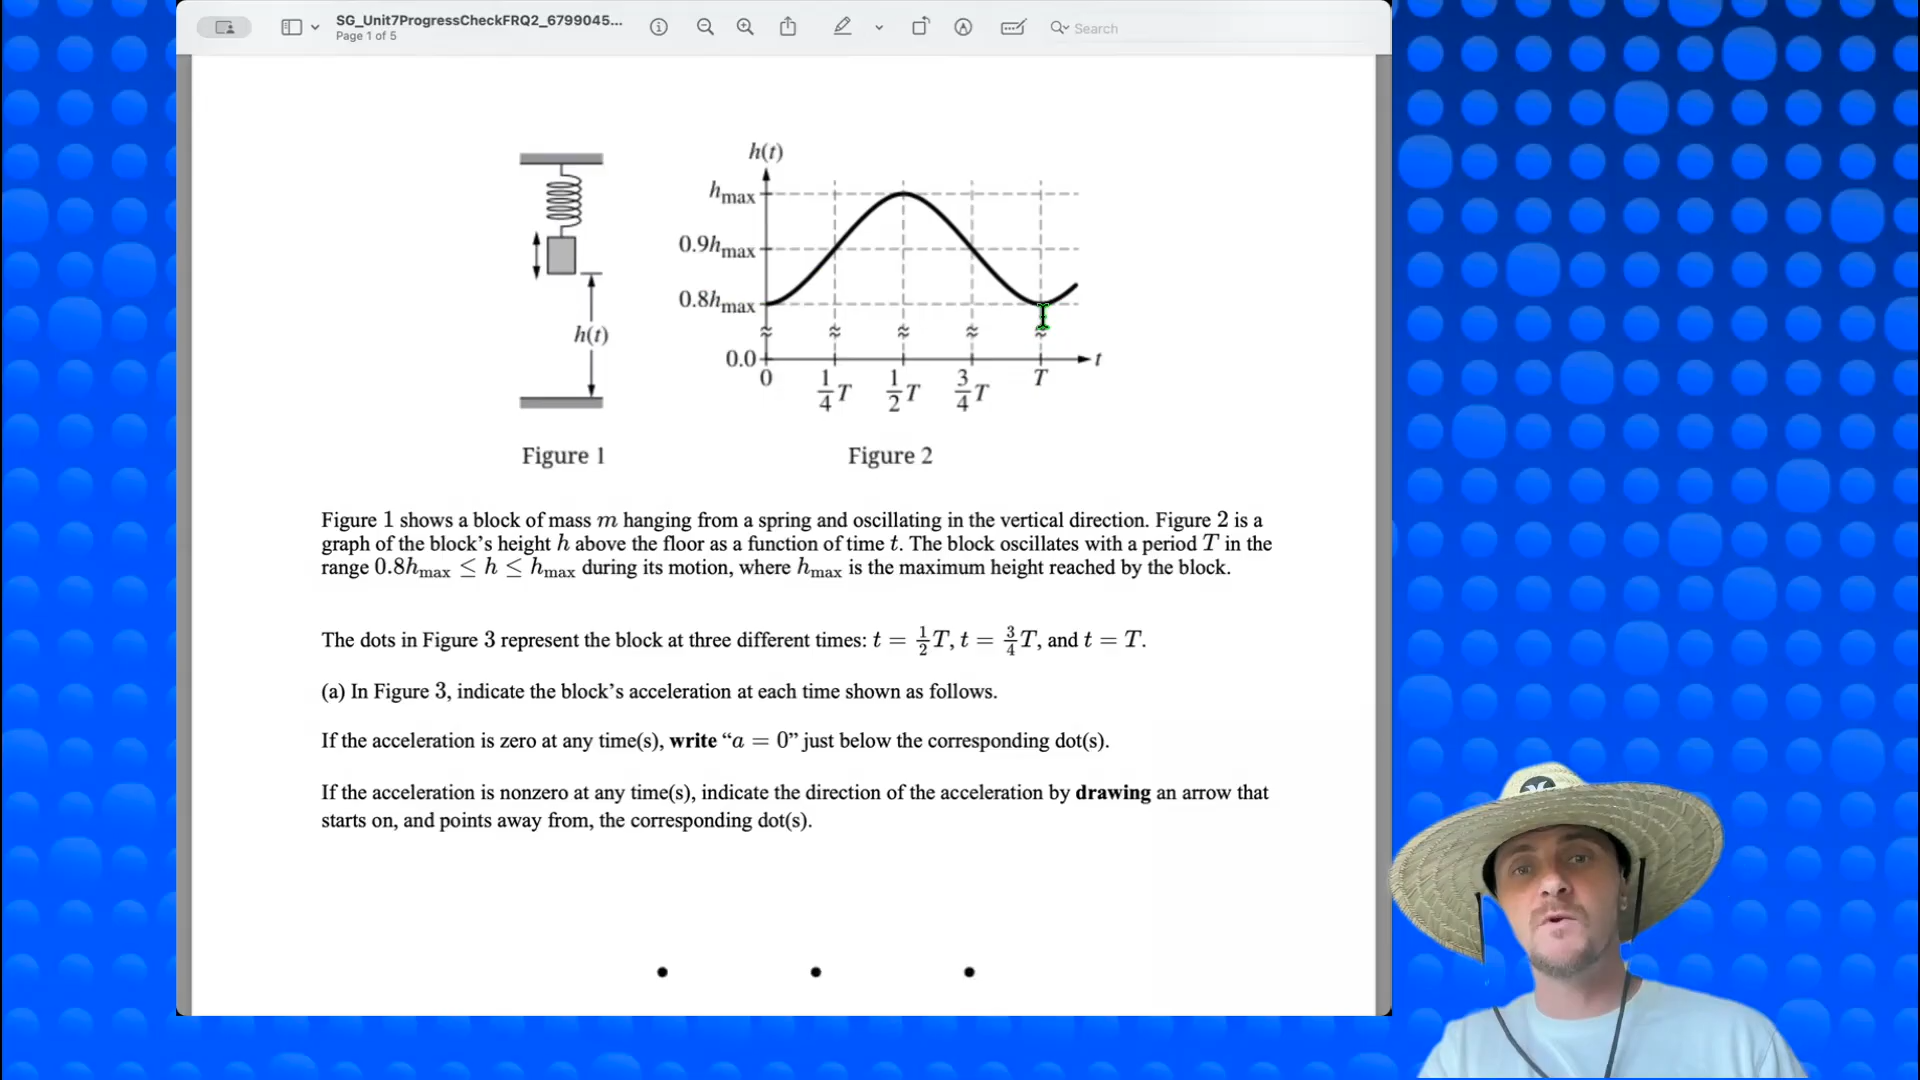 SG_Unit7ProgressCheckFRQ2_6799045...
Page 1 of 5
Search
h(t)
h(t)
hmax
0.9hmax
0.8hmax
0.0
0 1/4 T 1/2 T 3/4 T T
t
Figure 1
Figure 2
Figure 1 shows a block of mass m hanging from a spring and oscillating in the vertical direction. Figure 2 is a
graph of the block's height h above the floor as a function of time t. The block oscillates with a period T in the
range 0.8hmax ≤ h ≤ hmax during its motion, where hmax is the maximum height reached by the block.
The dots in Figure 3 represent the block at three different times: t = 1/2 T, t = 3/4 T, and t = T.
(a) In Figure 3, indicate the block's acceleration at each time shown as follows.
If the acceleration is zero at any time(s), write “a = 0” just below the corresponding dot(s).
If the acceleration is nonzero at any time(s), indicate the direction of the acceleration by drawing an arrow that
starts on, and points away from, the corresponding dot(s).